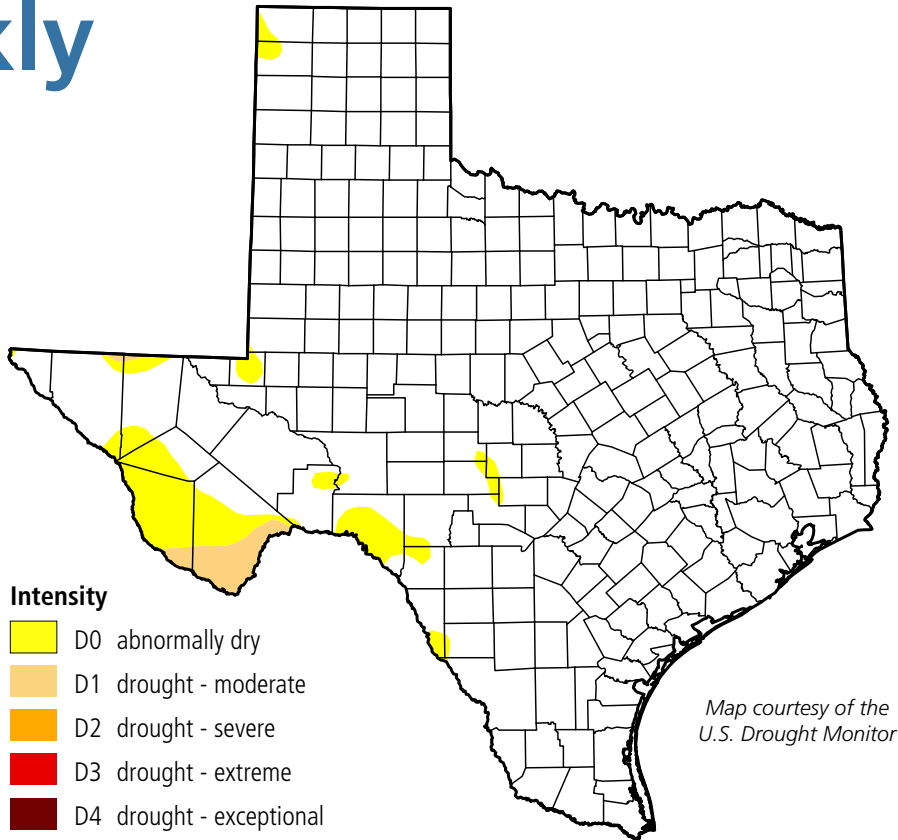 kly
Intensity
D0 abnormally dry
D1 drought - moderate
D2 drought - severe
D3 drought - extreme
D4 drought - exceptional
Map courtesy of the
U.S. Drought Monitor